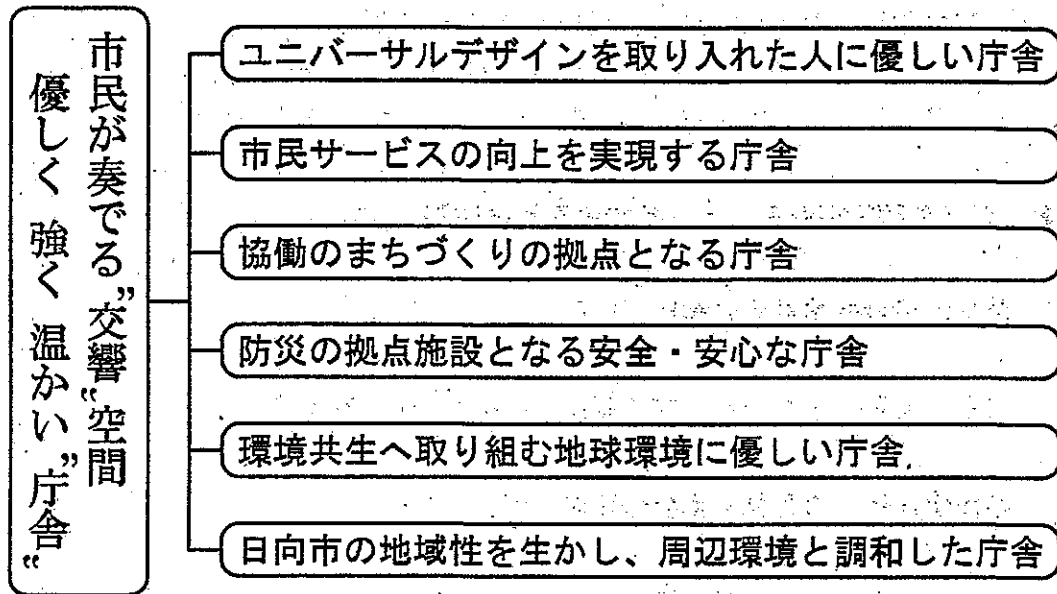 市民が奏でる”交響“空間
優しく 強く 温かい”庁舎“
ユニバーサルデザインを取り入れた人に優しい庁舎
市民サービスの向上を実現する庁舎
協働のまちづくりの拠点となる庁舎
防災の拠点施設となる安全・安心な庁舎
環境共生へ取り組む地球環境に優しい庁舎
日向市の地域性を生かし、周辺環境と調和した庁舎